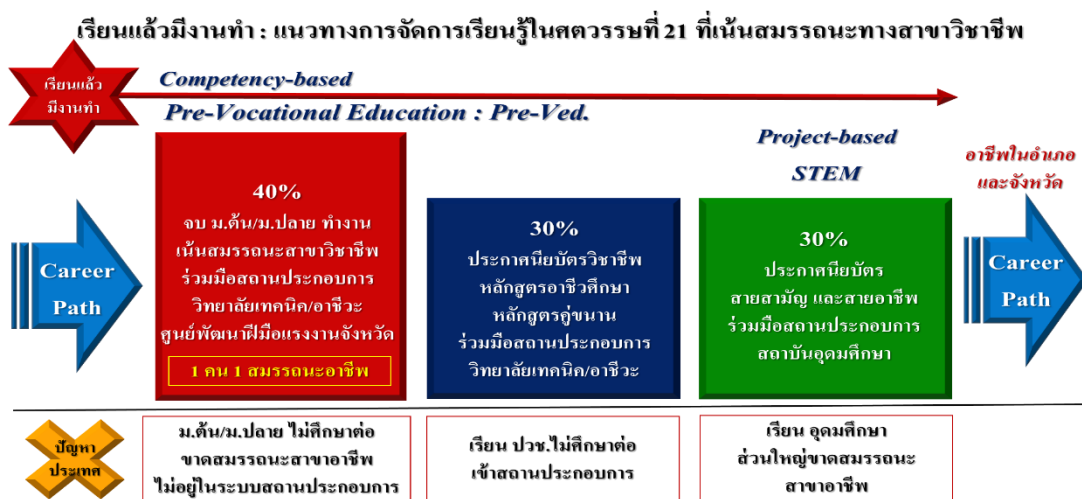 เรียนแล้วมีงานทำ : แนวทางการจัดการเรียนรู้ในศตวรรษที่ 21 ที่เน้นสมรรถนะทางสาขาวิชาชีพ
เรียนแล้ว
มีงานทำ
Competency-based
Pre-Vocational Education : Pre-Ved.
Project-based
STEM
อาชีพในอำเภอ
และจังหวัด
Career
Path
40%
จบ ม.ต้น/ม.ปลาย ทำงาน
เน้นสมรรถนะสาขาวิชาชีพ
ร่วมมือสถานประกอบการ
วิทยาลัยเทคนิค/อาชีวะ
ศูนย์พัฒนาฝีมือแรงงานจังหวัด
1 คน 1 สมรรถนะอาชีพ
30%
ประกาศนียบัตรวิชาชีพ
หลักสูตรอาชีวศึกษา
หลักสูตรคู่ขนาน
ร่วมมือสถานประกอบการ
วิทยาลัยเทคนิค/อาชีวะ
30%
ประกาศนียบัตร
สายสามัญ และสายอาชีพ
ร่วมมือสถานประกอบการ
สถาบันอุดมศึกษา
Career
Path
ปัญหา
ประเทศ
ม.ต้น/ม.ปลาย ไม่ศึกษาต่อ
ขาดสมรรถนะสาขาอาชีพ
ไม่อยู่ในระบบสถานประกอบการ
เรียน ปวช.ไม่ศึกษาต่อ
เข้าสถานประกอบการ
เรียน อุดมศึกษา
ส่วนใหญ่ขาดสมรรถนะ
สาขาอาชีพ